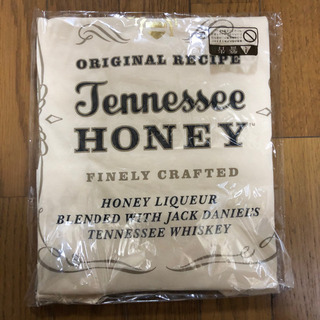 ORIGINAL RECIPE
Tennessee
HONEY
FINELY CRAFTED
HONEY LIQUEUR
BLENDED WITH JACK DANIEL'S
TENNESSEE WHISKEY